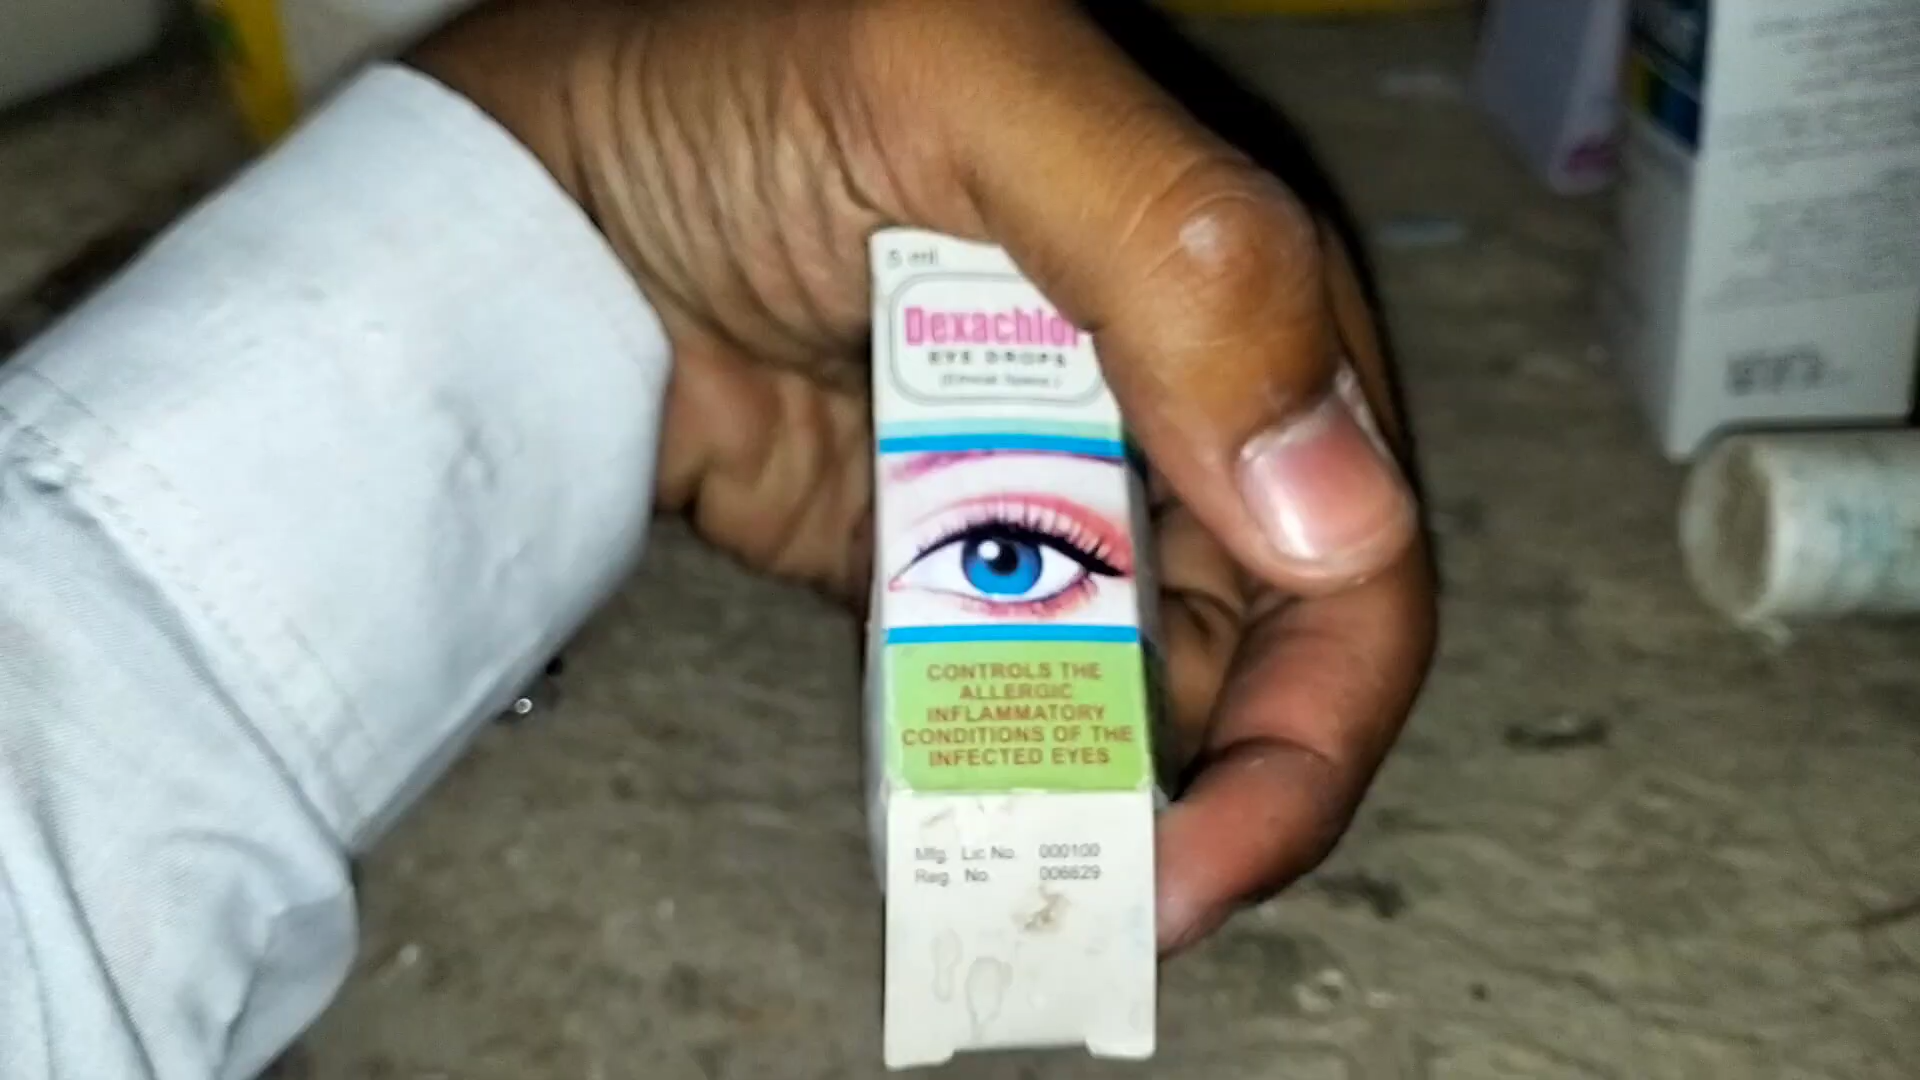 5 ml
Dexachlor
EYE DROPS
CONTROLS THE
ALLERGIC
INFLAMMATORY
CONDITIONS OF THE
INFECTED EYES
Mfg. Lic No. 000100
Reg. No. 006629